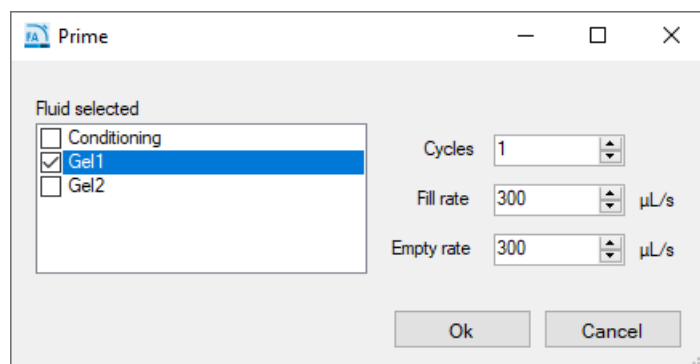 FA Prime
Fluid selected
Conditioning
Gel1
Gel2
Cycles 1
Fill rate 300 µL/s
Empty rate 300 µL/s
Ok Cancel